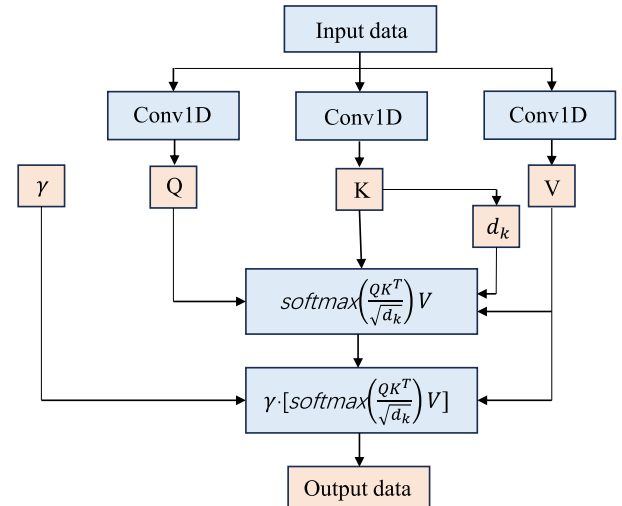 Input data
Conv1D Conv1D Conv1D
γ Q K V
d_k
softmax(QK^T/√d_k)V
γ·[softmax(QK^T/√d_k)V]
Output data